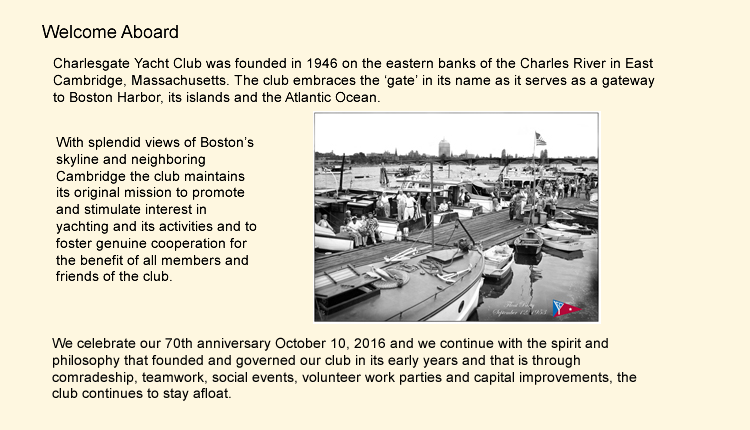 Welcome Aboard
Charlesgate Yacht Club was founded in 1946 on the eastern banks of the Charles River in East
Cambridge, Massachusetts. The club embraces the ‘gate’ in its name as it serves as a gateway
to Boston Harbor, its islands and the Atlantic Ocean.
With splendid views of Boston’s
skyline and neighboring
Cambridge the club maintains
its original mission to promote
and stimulate interest in
yachting and its activities and to
foster genuine cooperation for
the benefit of all members and
friends of the club.
September
We celebrate our 70th anniversary October 10, 2016 and we continue with the spirit and
philosophy that founded and governed our club in its early years and that is through
comradeship, teamwork, social events, volunteer work parties and capital improvements, the
club continues to stay afloat.